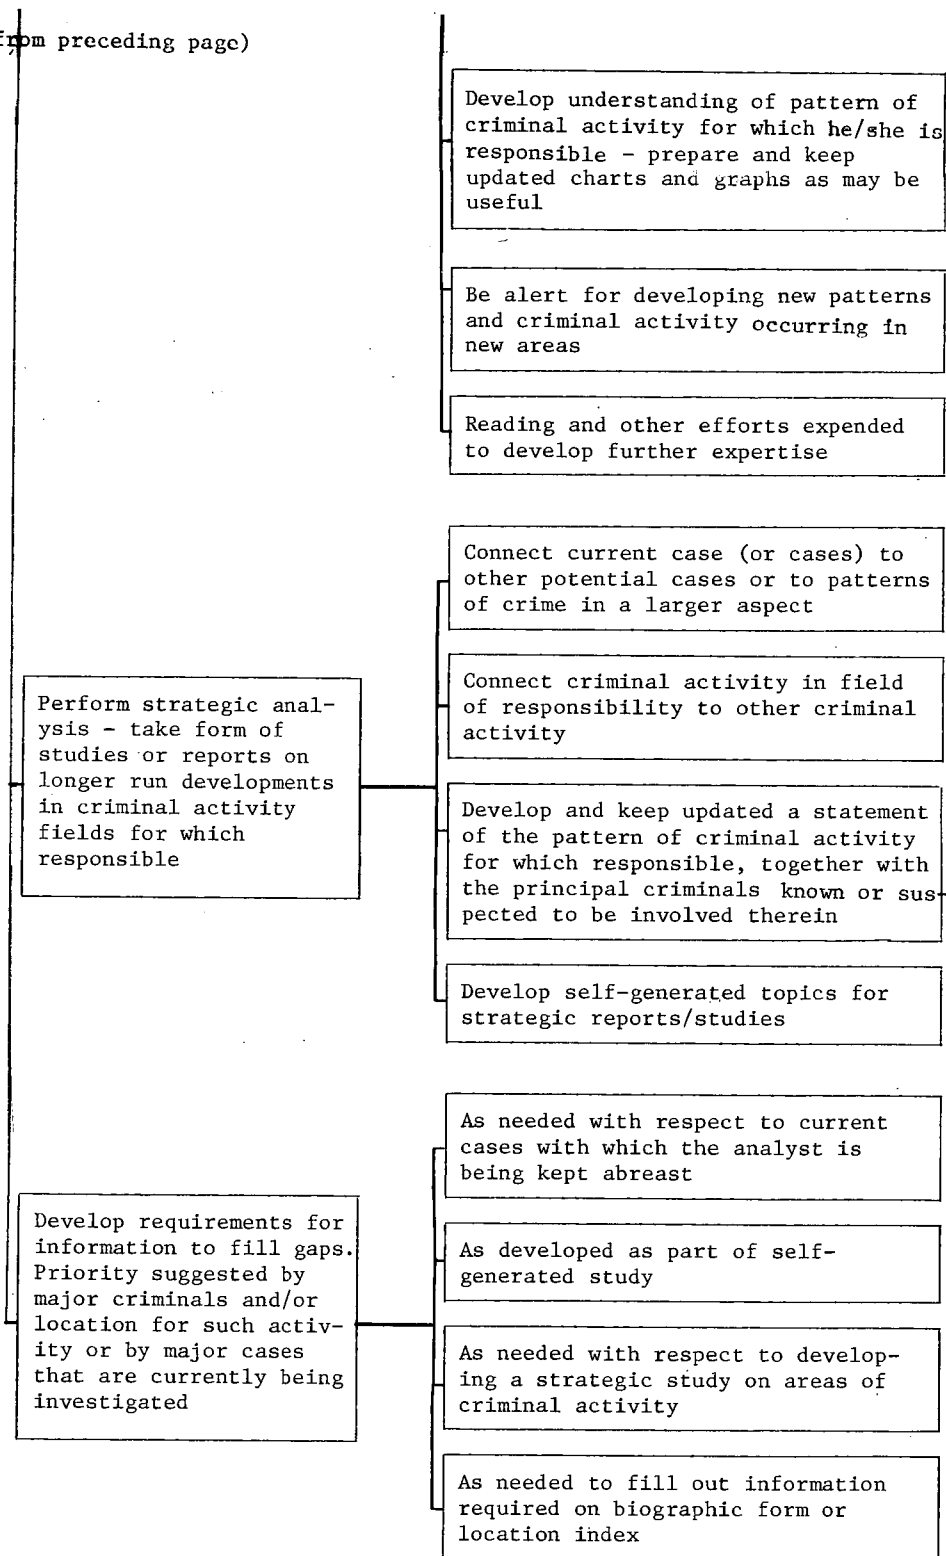 from preceding page)
Develop understanding of pattern of
criminal activity for which he/she is
responsible - prepare and keep
updated charts and graphs as may be
useful
Be alert for developing new patterns
and criminal activity occurring in
new areas
Reading and other efforts expended
to develop further expertise
Connect current case (or cases) to
other potential cases or to patterns
of crime in a larger aspect
Connect criminal activity in field
of responsibility to other criminal
activity
Perform strategic anal-
ysis - take form of
studies or reports on
longer run developments
in criminal activity
fields for which
responsible
Develop and keep updated a statement
of the pattern of criminal activity
for which responsible, together with
the principal criminals known or sus-
pected to be involved therein
Develop self-generated topics for
strategic reports/studies
As needed with respect to current
cases with which the analyst is
being kept abreast
Develop requirements for
information to fill gaps.
Priority suggested by
major criminals and/or
location for such activ-
ity or by major cases
that are currently being
investigated
As developed as part of self-
generated study
As needed with respect to develop-
ing a strategic study on areas of
criminal activity
As needed to fill out information
required on biographic form or
location index